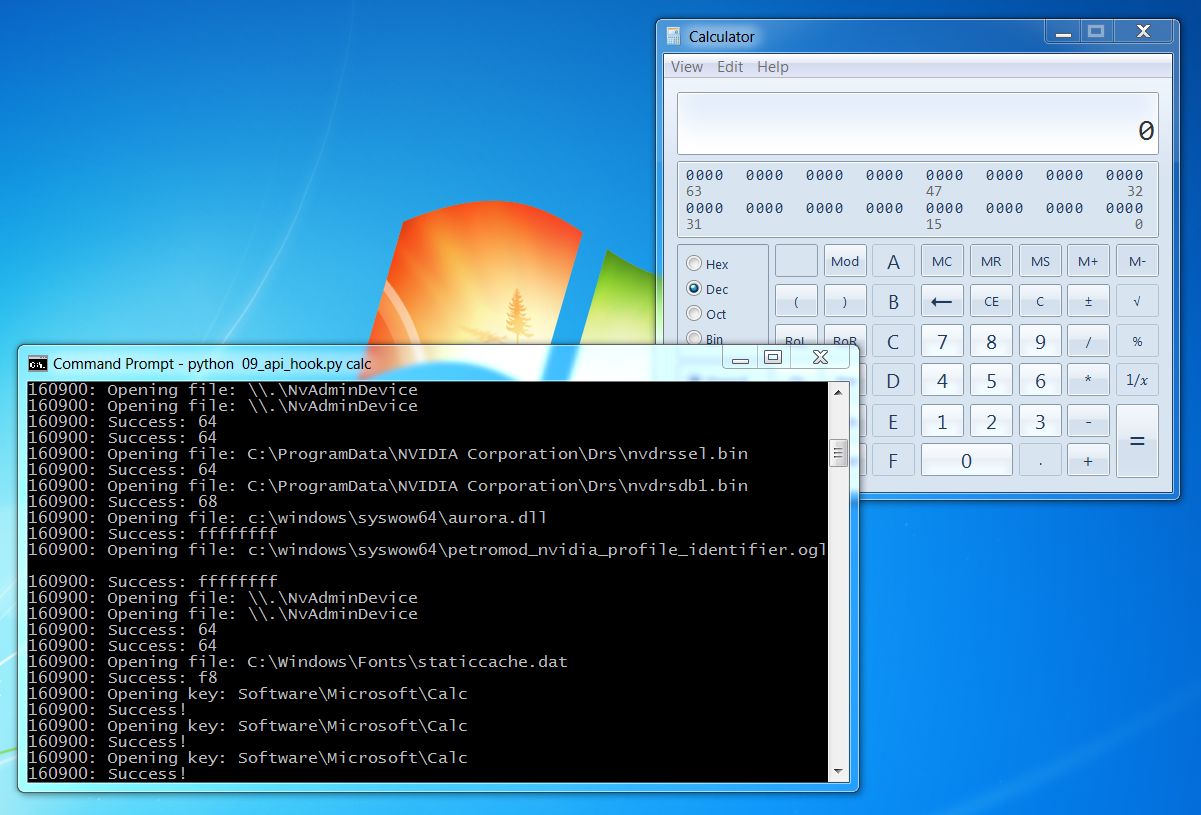 Calculator
View Edit Help
0
0000 0000 0000 0000 0000 0000 0000 0000
63 47 32
0000 0000 0000 0000 0000 0000 0000 0000
31 15 0
Hex
Dec
Oct
Bin
Mod A MC MR MS M+ M-
( ) B ← CE C ± √
RoL RoR C 7 8 9 / %
D 4 5 6 * 1/x
E 1 2 3 - =
F 0 . +
C:\. Command Prompt - python 09_api_hook.py calc
160900: Opening file: \\.\NvAdminDevice
160900: Opening file: \\.\NvAdminDevice
160900: Success: 64
160900: Success: 64
160900: Opening file: C:\ProgramData\NVIDIA Corporation\Drs\nvdrssel.bin
160900: Success: 64
160900: Opening file: C:\ProgramData\NVIDIA Corporation\Drs\nvdrsdb1.bin
160900: Success: 68
160900: Opening file: c:\windows\syswow64\aurora.dll
160900: Success: ffffffff
160900: Opening file: c:\windows\syswow64\petromod_nvidia_profile_identifier.ogl
160900: Success: ffffffff
160900: Opening file: \\.\NvAdminDevice
160900: Opening file: \\.\NvAdminDevice
160900: Success: 64
160900: Success: 64
160900: Opening file: C:\Windows\Fonts\staticcache.dat
160900: Success: f8
160900: Opening key: Software\Microsoft\Calc
160900: Success!
160900: Opening key: Software\Microsoft\Calc
160900: Success!
160900: Opening key: Software\Microsoft\Calc
160900: Success!